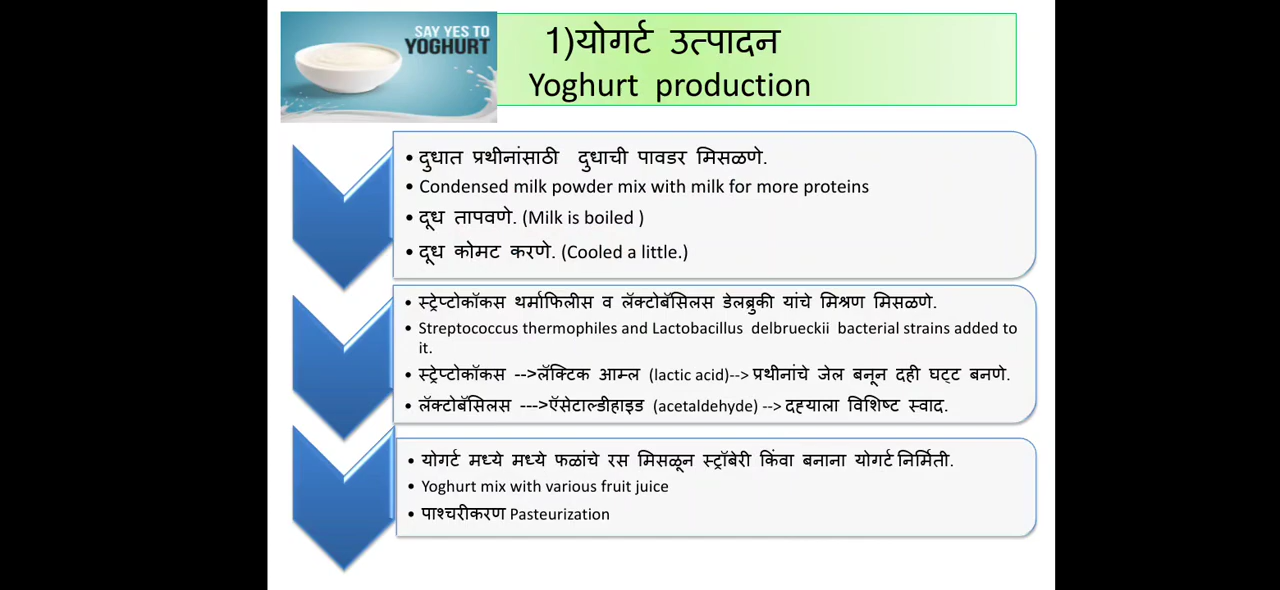 SAY YES TO
YOGHURT
1)योगर्ट उत्पादन
Yoghurt production
• दुधात प्रथीनांसाठी दुधाची पावडर मिसळणे.
• Condensed milk powder mix with milk for more proteins
• दूध तापवणे. (Milk is boiled )
• दूध कोमट करणे. (Cooled a little.)
• स्ट्रेप्टोकॉकस थर्माफिलीस व लॅक्टोबॅसिलस डेलब्रुकी यांचे मिश्रण मिसळणे.
• Streptococcus thermophiles and Lactobacillus delbrueckii bacterial strains added to
it.
• स्ट्रेप्टोकॉकस -->लॅक्टिक आम्ल (lactic acid)--> प्रथीनांचे जेल बनून दही घट्ट बनणे.
• लॅक्टोबॅसिलस --->ऍसेटाल्डीहाइड (acetaldehyde) --> दह्याला विशिष्ट स्वाद.
• योगर्ट मध्ये मध्ये फळांचे रस मिसळून स्ट्रॉबेरी किंवा बनाना योगर्ट निर्मिती.
• Yoghurt mix with various fruit juice
• पाश्चरीकरण Pasteurization